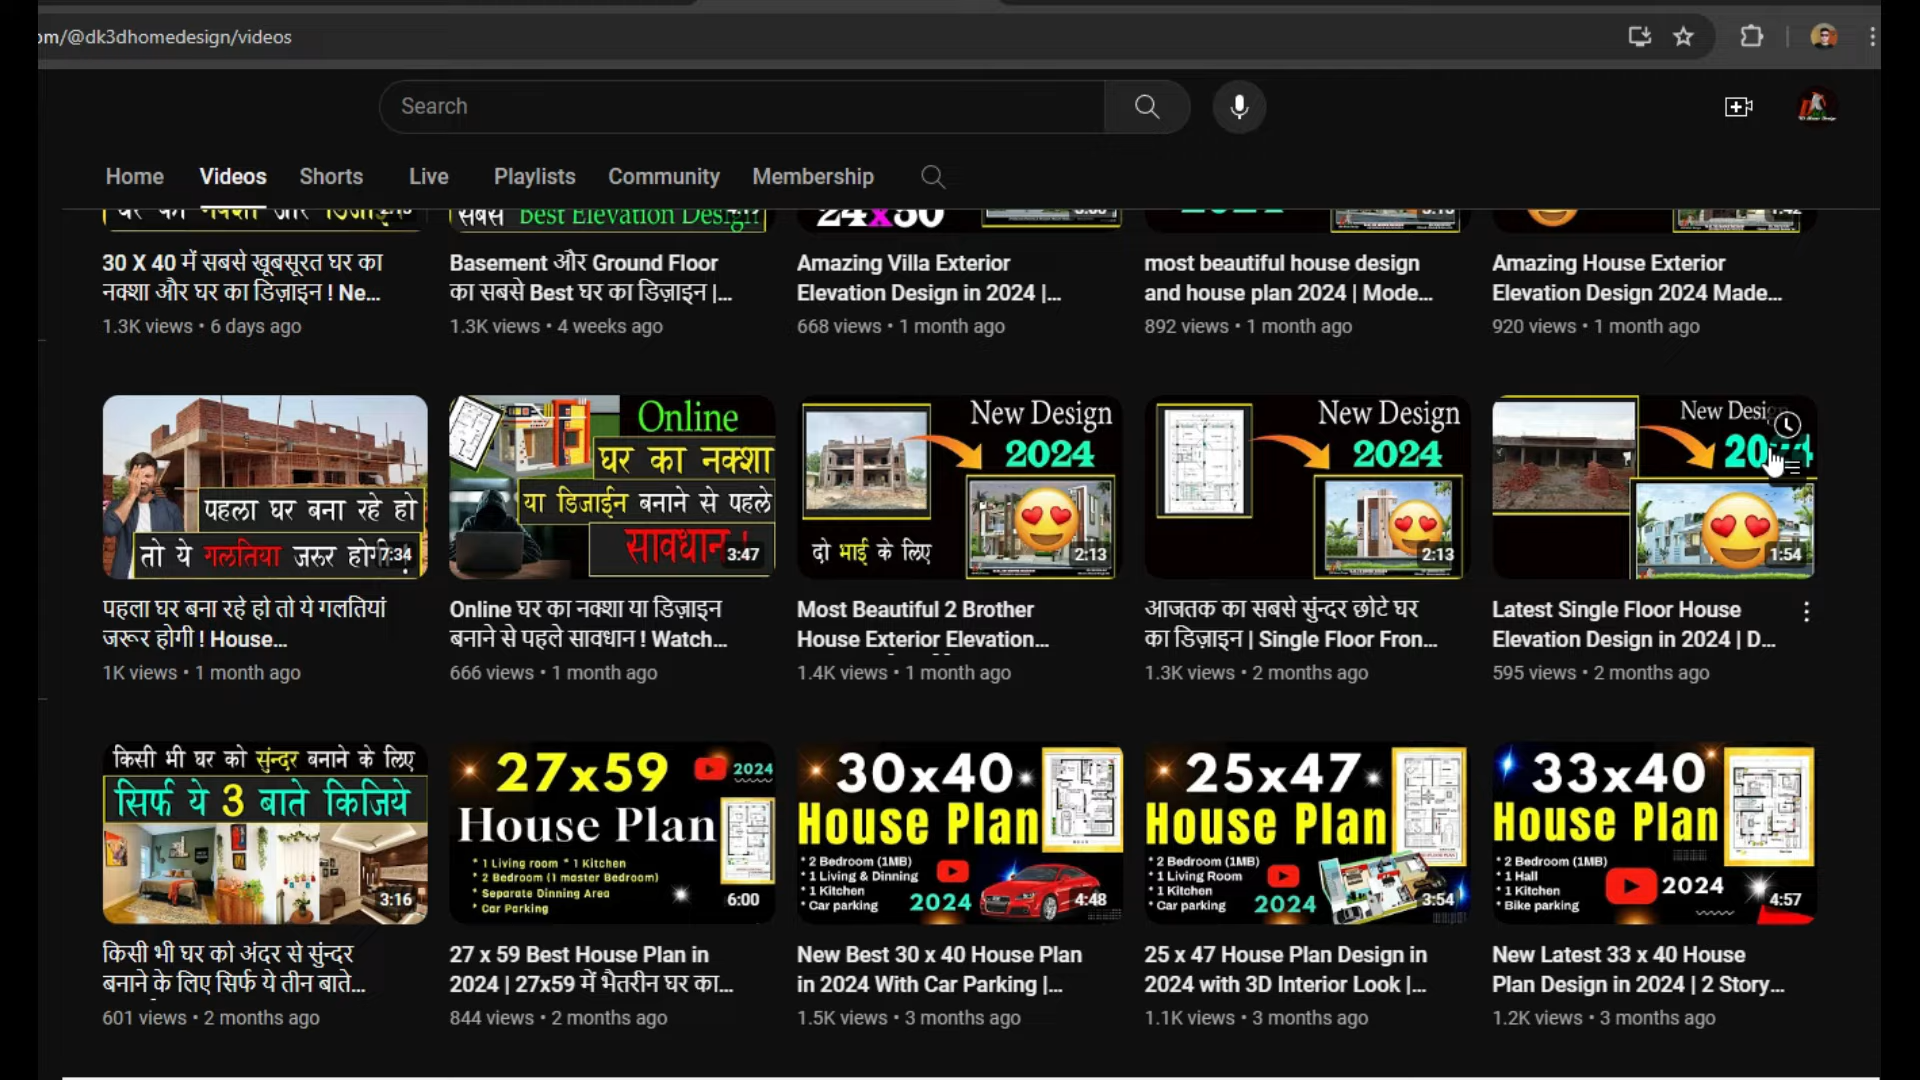 om/@dk3dhomedesign/videos
Search
Home Videos Shorts Live Playlists Community Membership
घर का नक्शा और डिजाइन
सबसे Best Elevation Design
24x50
30 X 40 में सबसे खूबसूरत घर का
नक्शा और घर का डिज़ाइन ! Ne...
1.3K views • 6 days ago
Basement और Ground Floor
का सबसे Best घर का डिज़ाइन |...
1.3K views • 4 weeks ago
Amazing Villa Exterior
Elevation Design in 2024 |...
668 views • 1 month ago
most beautiful house design
and house plan 2024 | Mode...
892 views • 1 month ago
Amazing House Exterior
Elevation Design 2024 Made...
920 views • 1 month ago
पहला घर बना रहे हो
तो ये गलतिया जरूर होगी
7:34
Online
घर का नक्शा
या डिजाईन बनाने से पहले
सावधान !
3:47
New Design
2024
दो भाई के लिए
2:13
New Design
2024
2:13
New Desi
1:54
पहला घर बना रहे हो तो ये गलतियां
जरूर होगी ! House...
1K views • 1 month ago
Online घर का नक्शा या डिज़ाइन
बनाने से पहले सावधान ! Watch...
666 views • 1 month ago
Most Beautiful 2 Brother
House Exterior Elevation...
1.4K views • 1 month ago
आजतक का सबसे सुंन्दर छोटे घर
का डिज़ाइन | Single Floor Fron...
1.3K views • 2 months ago
Latest Single Floor House
Elevation Design in 2024 | D...
595 views • 2 months ago
किसी भी घर को सुंन्दर बनाने के लिए
सिर्फ ये 3 बाते किजिये
3:16
27x59
2024
House Plan
* 1 Living room * 1 Kitchen
* 2 Bedroom (1 master Bedroom)
* Separate Dinning Area
* Car Parking
6:00
30x40
House Plan
* 2 Bedroom (1MB)
* 1 Living & Dinning
* 1 Kitchen
* Car parking
2024
4:48
25x47
House Plan
* 2 Bedroom (1MB)
* 1 Living Room
* 1 Kitchen
* Car parking
2024
3:54
33x40
House Plan
* 2 Bedroom (1MB)
* 1 Hall
* 1 Kitchen
* Bike parking
2024
4:57
किसी भी घर को अंदर से सुंन्दर
बनाने के लिए सिर्फ ये तीन बाते...
601 views • 2 months ago
27 x 59 Best House Plan in
2024 | 27x59 में भैतरीन घर का...
844 views • 2 months ago
New Best 30 x 40 House Plan
in 2024 With Car Parking |...
1.5K views • 3 months ago
25 x 47 House Plan Design in
2024 with 3D Interior Look |...
1.1K views • 3 months ago
New Latest 33 x 40 House
Plan Design in 2024 | 2 Story...
1.2K views • 3 months ago